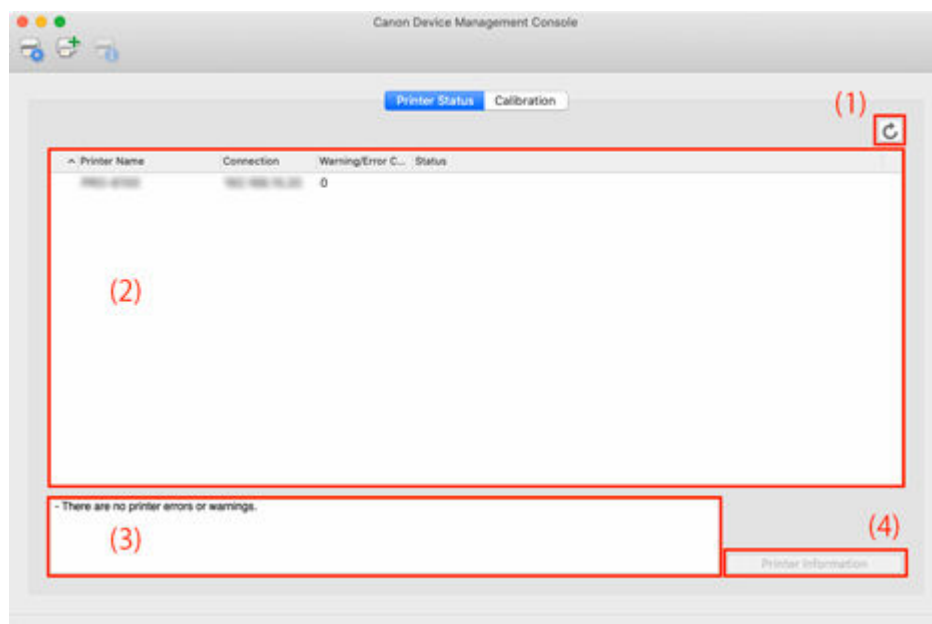 Canon Device Management Console
Printer Status Calibration
(1)
Printer Name Connection Warning/Error C... Status
0
(2)
- There are no printer errors or warnings.
(3)
(4)
Printer Information